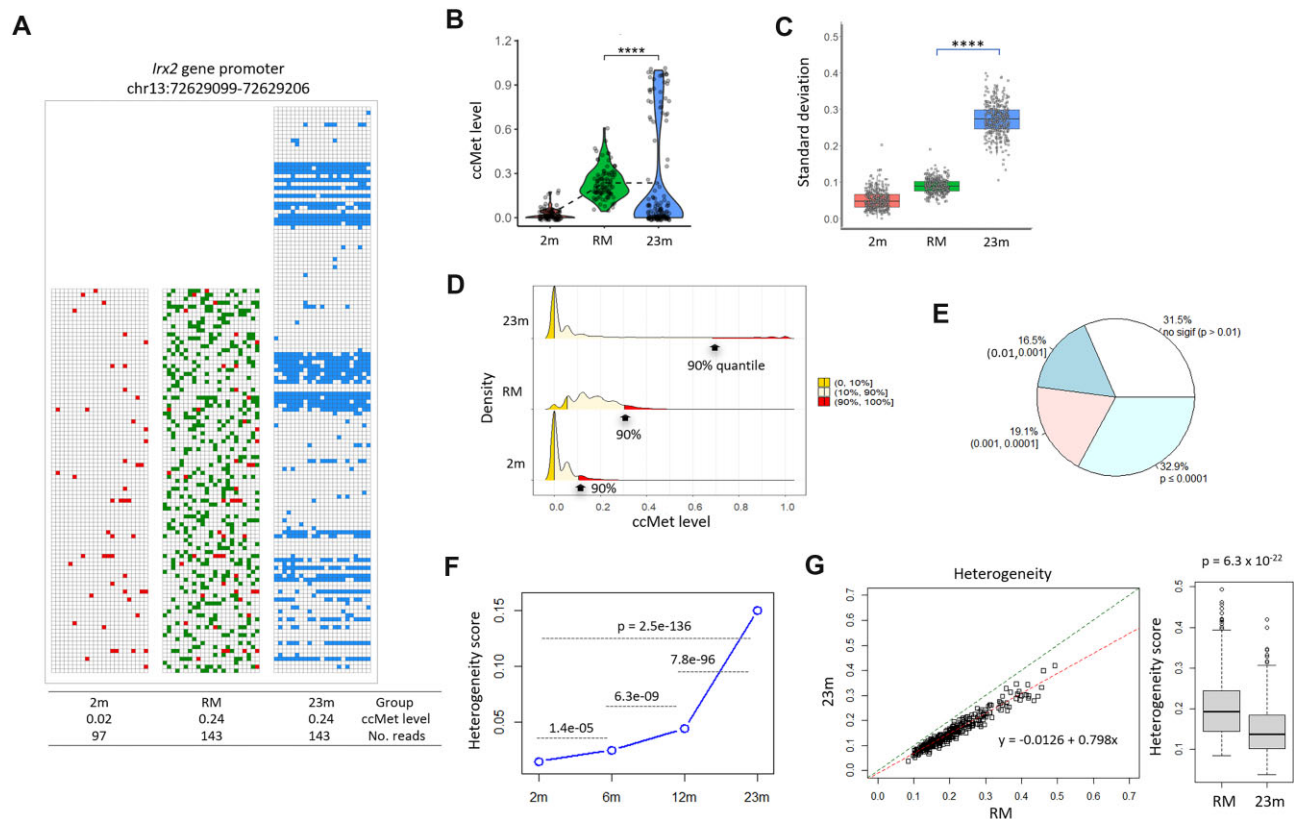 A
Irx2 gene promoter
chr13:72629099-72629206
2m RM 23m Group
0.02 0.24 0.24 ccMet level
97 143 143 No. reads
B
ccMet level
1.2
0.9
0.6
0.3
0.0
****
2m RM 23m
C
Standard deviation
0.5
0.4
0.3
0.2
0.1
0.0
****
2m RM 23m
D
Density
23m
90% quantile
RM
90%
2m
90%
0.0 0.2 0.4 0.6 0.8 1.0
ccMet level
(0, 10%]
(10%, 90%]
(90%, 100%]
E
31.5%
no sigif (p > 0.01)
16.5%
(0.01, 0.001]
19.1%
(0.001, 0.0001]
32.9%
p ≤ 0.0001
F
Heterogeneity score
0.15
0.10
0.05
p = 2.5e-136
7.8e-96
6.3e-09
1.4e-05
2m 6m 12m 23m
G
Heterogeneity
23m
0.7
0.6
0.5
0.4
0.3
0.2
0.1
0.0
y = -0.0126 + 0.798x
0.0 0.1 0.2 0.3 0.4 0.5 0.6 0.7
RM
p = 6.3 x 10-22
Heterogeneity score
0.5
0.4
0.3
0.2
0.1
RM 23m